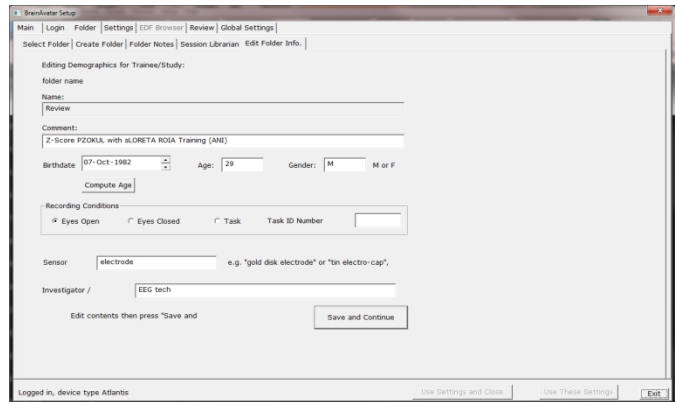 BrainAvatar Setup
Main Login Folder Settings EDF Browser Review Global Settings
Select Folder Create Folder Folder Notes Session Librarian Edit Folder Info.
Editing Demographics for Trainee/Study:
folder name
Name:
Review
Comment:
Z-Score PZOKUL with sLORETA ROIA Training (ANI)
Birthdate 07-Oct-1982 Age: 29 Gender: M M or F
Compute Age
Recording Conditions
Eyes Open Eyes Closed Task Task ID Number
Sensor electrode e.g. "gold disk electrode" or "tin electro-cap",
Investigator / EEG tech
Edit contents then press "Save and Save and Continue
Logged in, device type Atlantis Use Settings and Close Use These Settings Exit